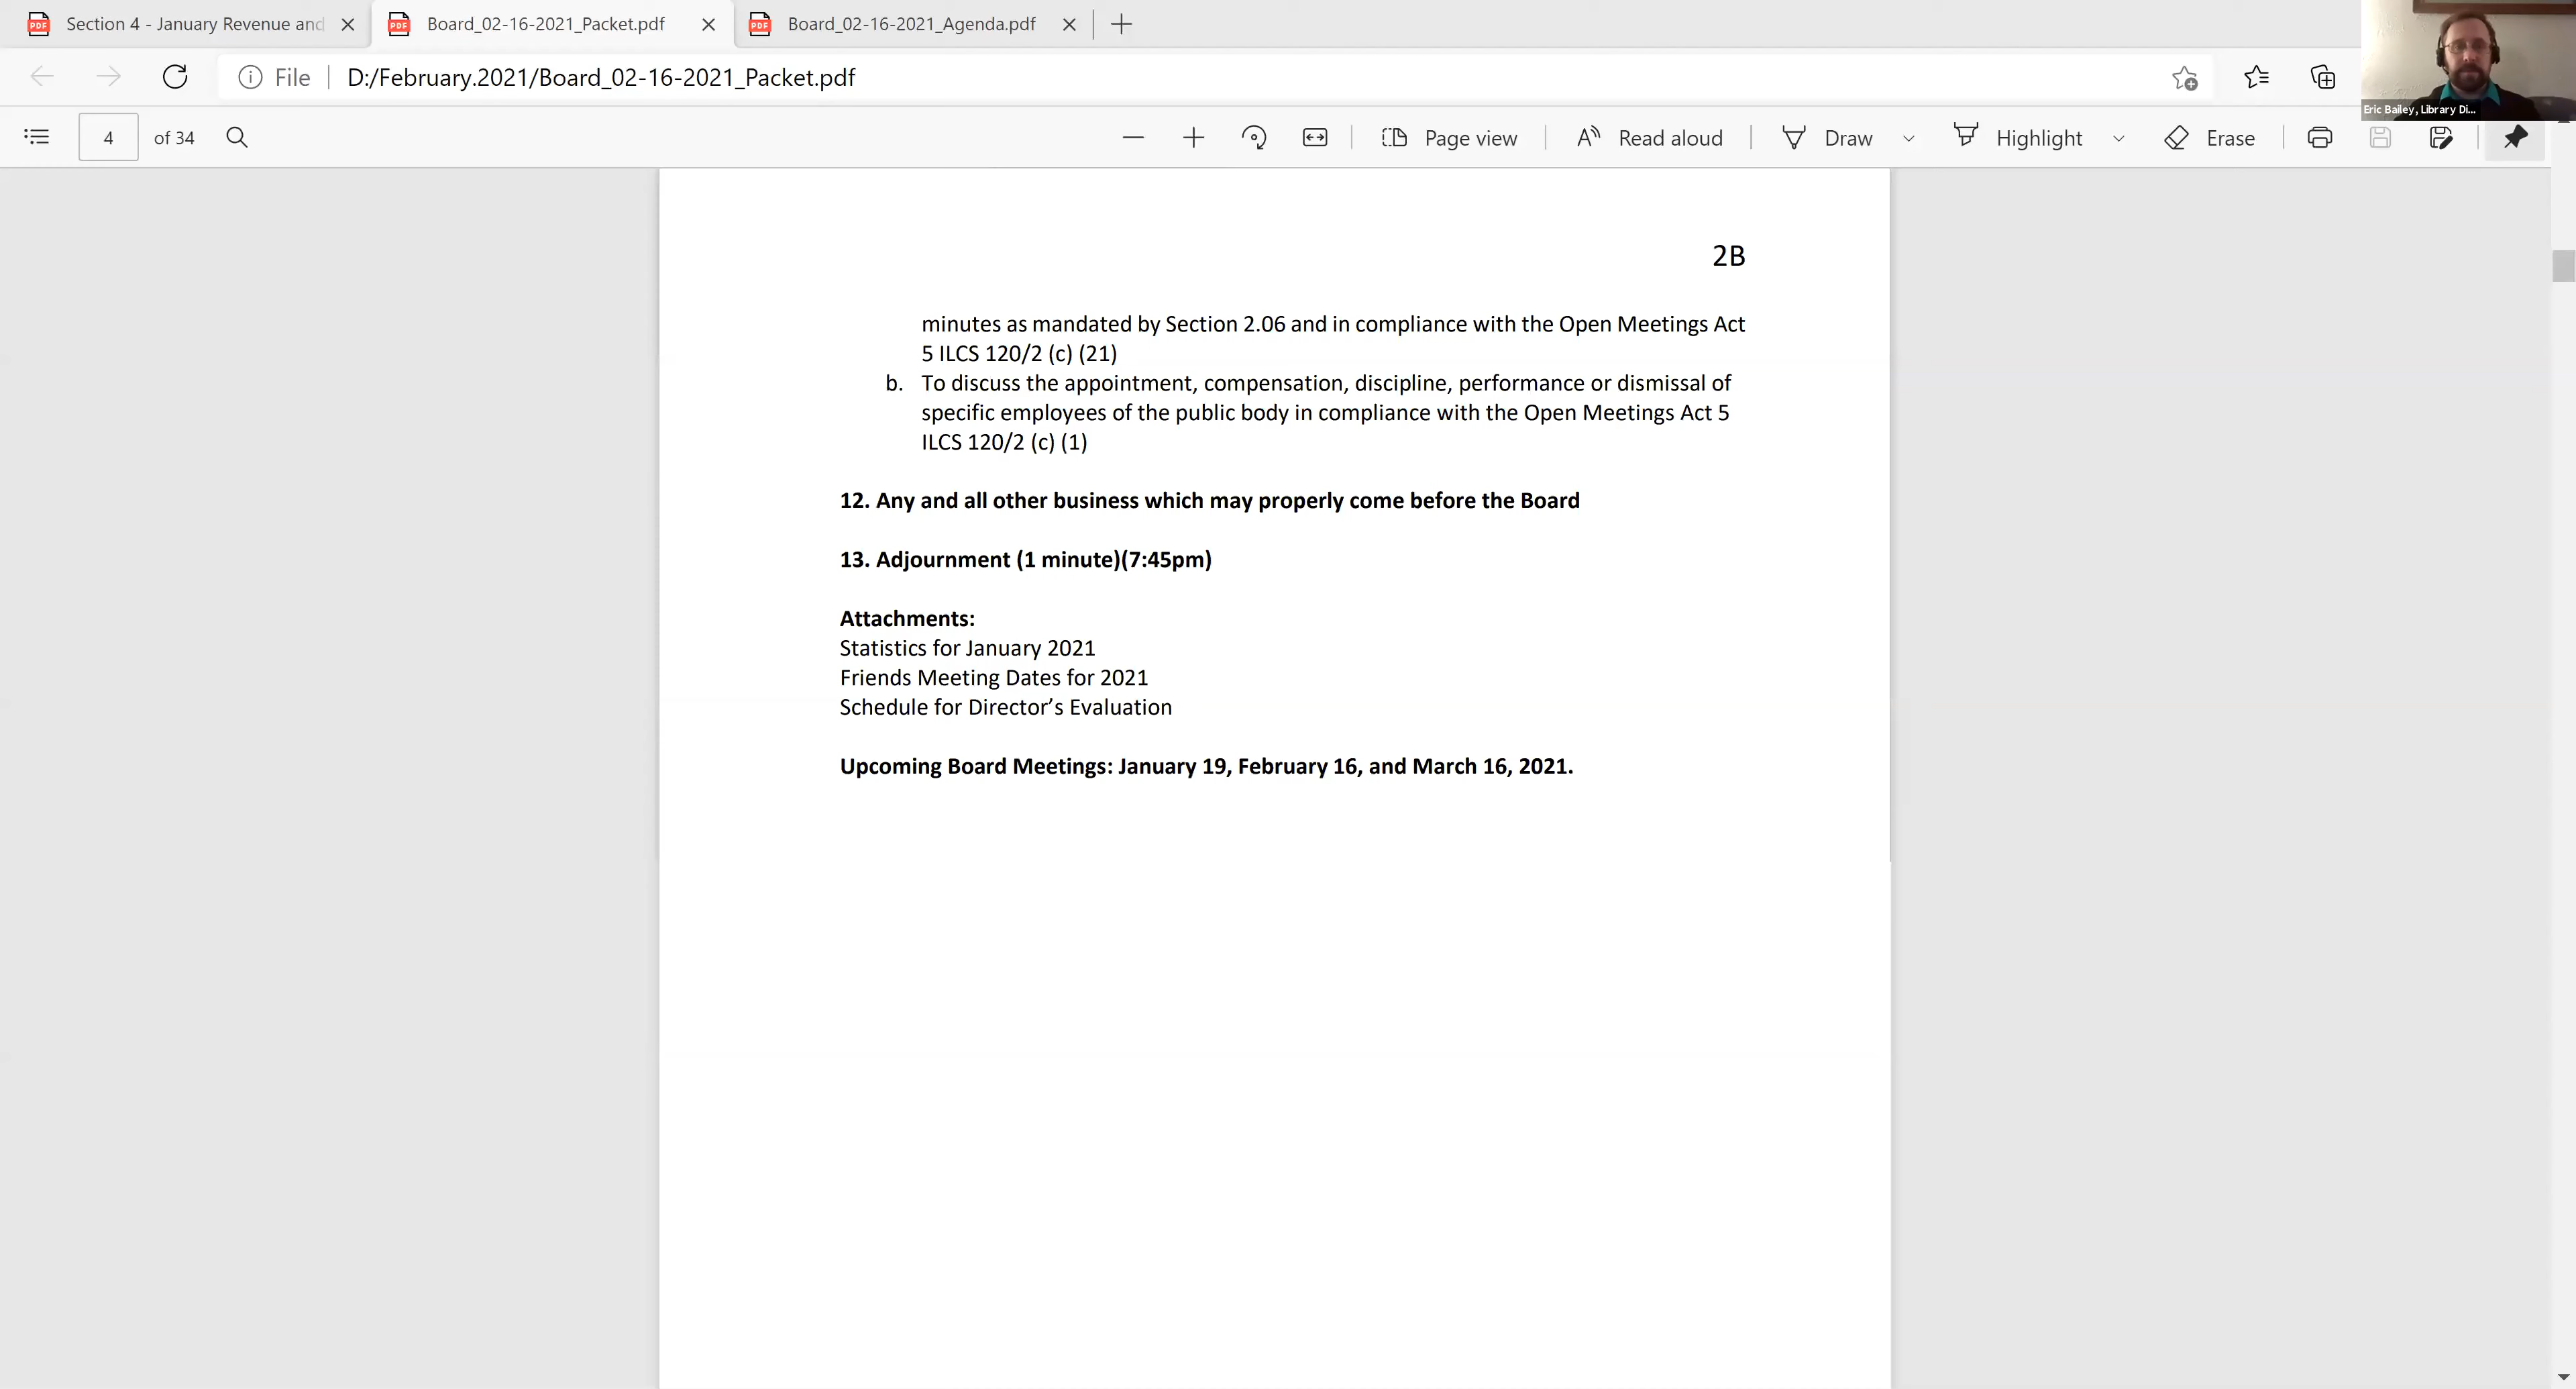 Section 4 - January Revenue and
Board_02-16-2021_Packet.pdf
Board_02-16-2021_Agenda.pdf
File
D:/February.2021/Board_02-16-2021_Packet.pdf
Eric Bailey, Library Di...
4 of 34
Page view
Read aloud
Draw
Highlight
Erase
2B
minutes as mandated by Section 2.06 and in compliance with the Open Meetings Act
5 ILCS 120/2 (c) (21)
b. To discuss the appointment, compensation, discipline, performance or dismissal of
specific employees of the public body in compliance with the Open Meetings Act 5
ILCS 120/2 (c) (1)
12. Any and all other business which may properly come before the Board
13. Adjournment (1 minute)(7:45pm)
Attachments:
Statistics for January 2021
Friends Meeting Dates for 2021
Schedule for Director’s Evaluation
Upcoming Board Meetings: January 19, February 16, and March 16, 2021.